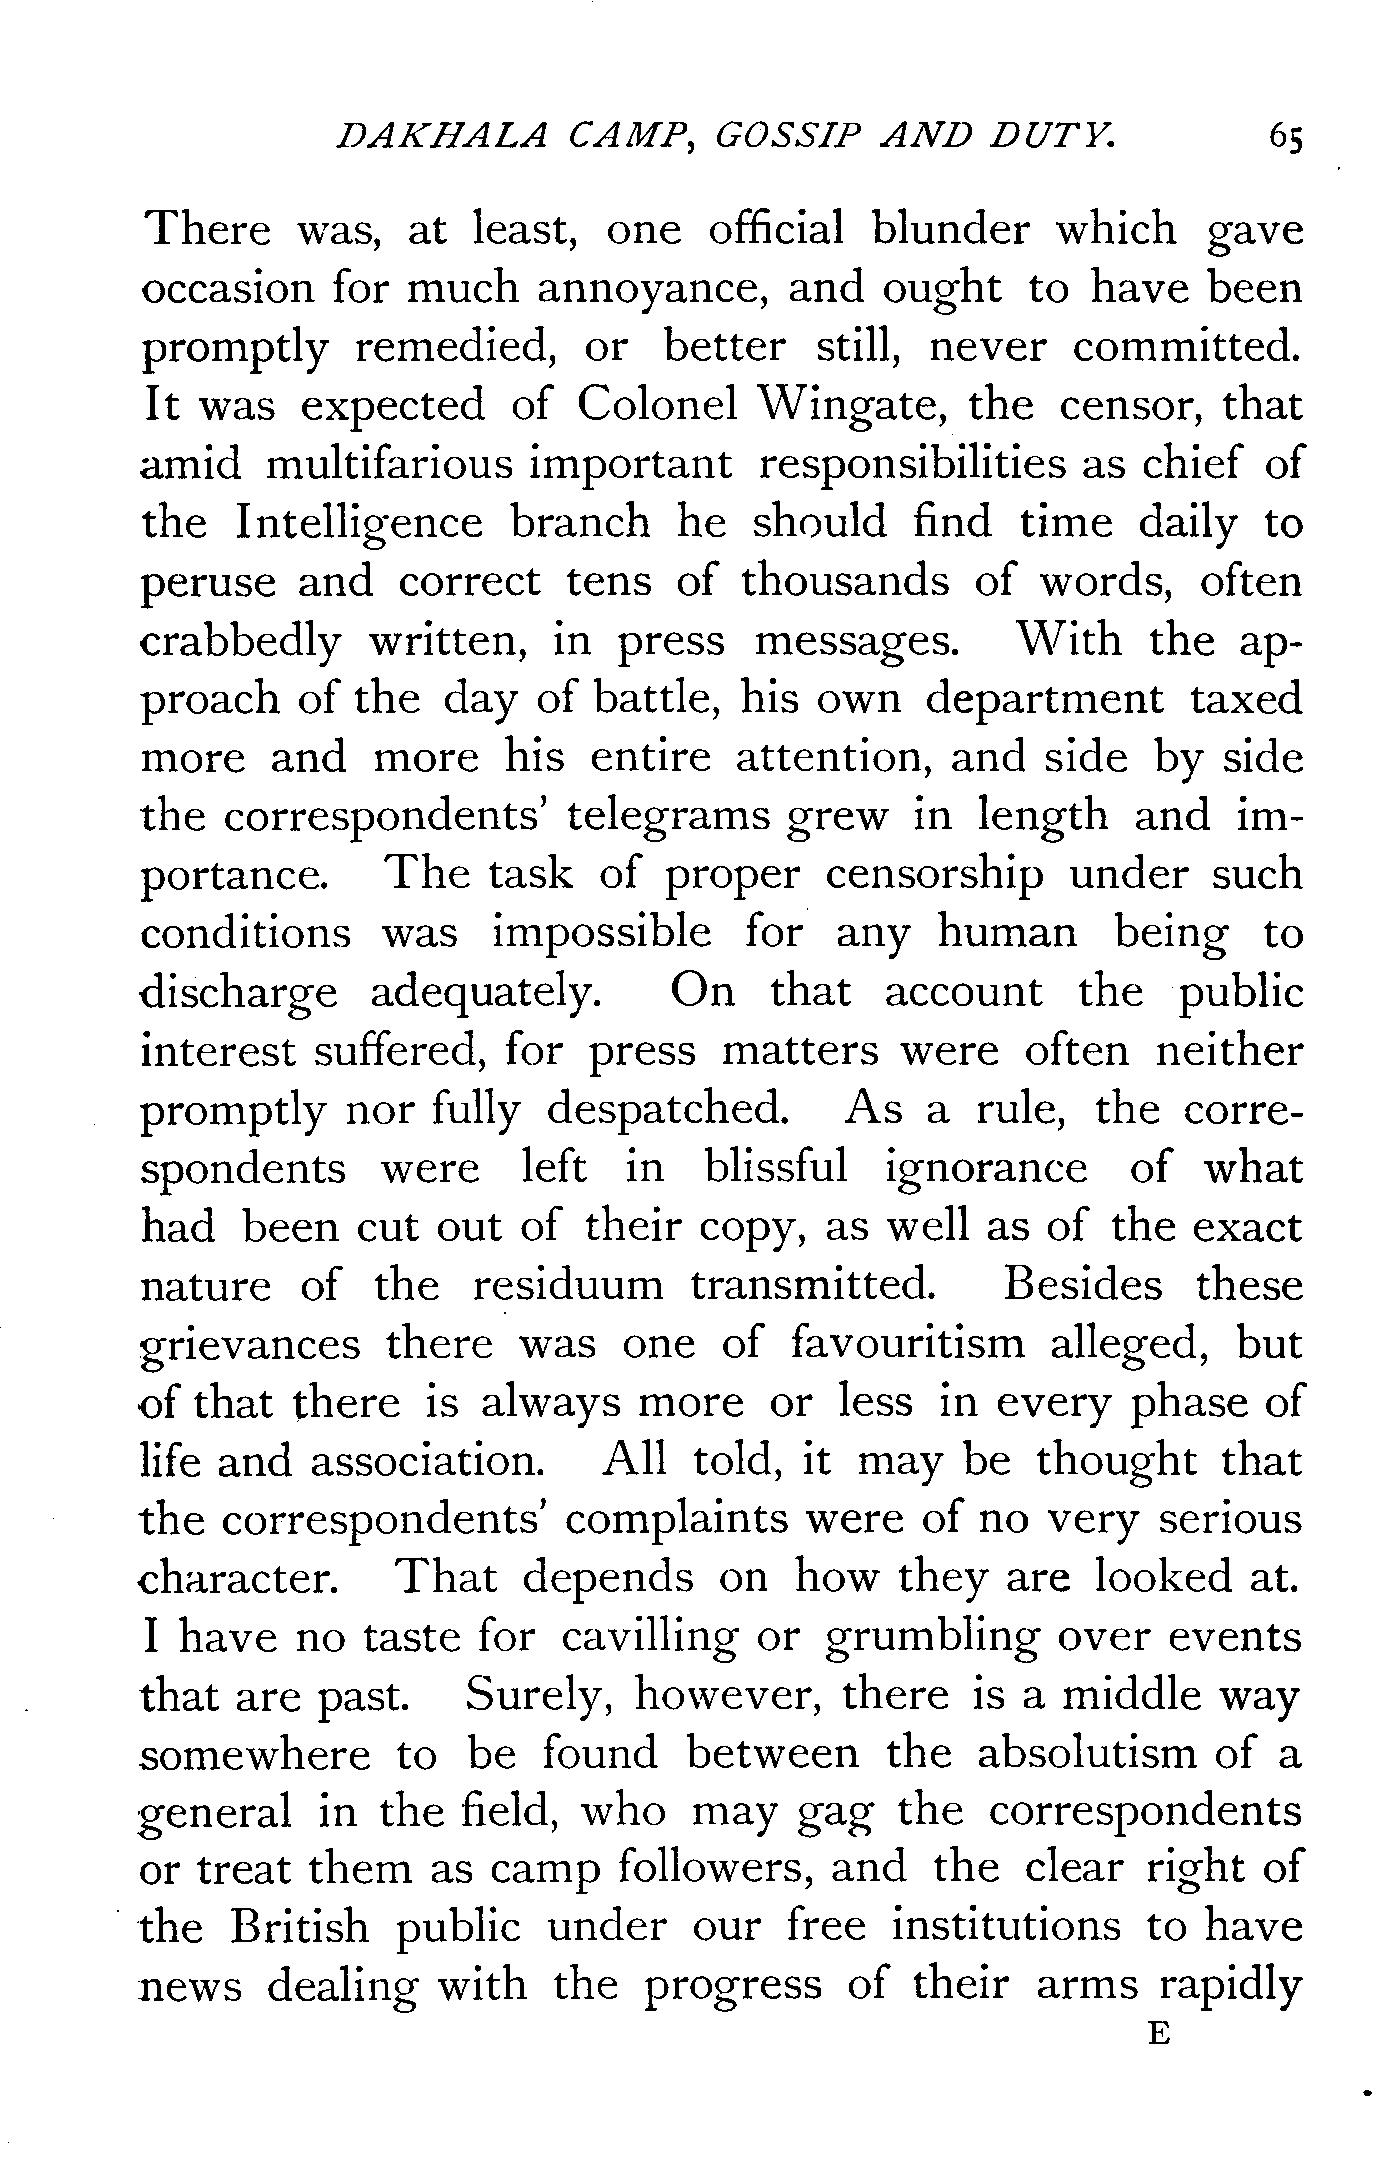 DAKHALA CAMP, GOSSIP AND DUTY. 65
There was, at least, one official blunder which gave
occasion for much annoyance, and ought to have been
promptly remedied, or better still, never committed.
It was expected of Colonel Wingate, the censor, that
amid multifarious important responsibilities as chief of
the Intelligence branch he should find time daily to
peruse and correct tens of thousands of words, often
crabbedly written, in press messages. With the ap-
proach of the day of battle, his own department taxed
more and more his entire attention, and side by side
the correspondents' telegrams grew in length and im-
portance. The task of proper censorship under such
conditions was impossible for any human being to
discharge adequately. On that account the public
interest suffered, for press matters were often neither
promptly nor fully despatched. As a rule, the corre-
spondents were left in blissful ignorance of what
had been cut out of their copy, as well as of the exact
nature of the residuum transmitted. Besides these
grievances there was one of favouritism alleged, but
of that there is always more or less in every phase of
life and association. All told, it may be thought that
the correspondents' complaints were of no very serious
character. That depends on how they are looked at.
I have no taste for cavilling or grumbling over events
that are past. Surely, however, there is a middle way
somewhere to be found between the absolutism of a
general in the field, who may gag the correspondents
or treat them as camp followers, and the clear right of
the British public under our free institutions to have
news dealing with the progress of their arms rapidly
E